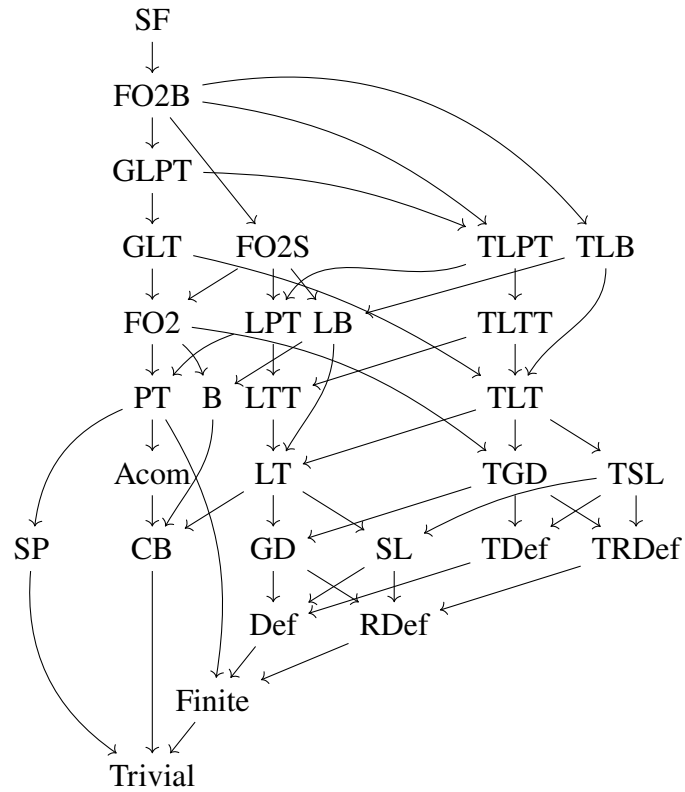 SF
FO2B
GLPT
GLT FO2S TLPT TLB
FO2 LPT LB TLTT
PT B LTT TLT
Acom LT TGD TSL
SP CB GD SL TDef TRDef
Def RDef
Finite
Trivial